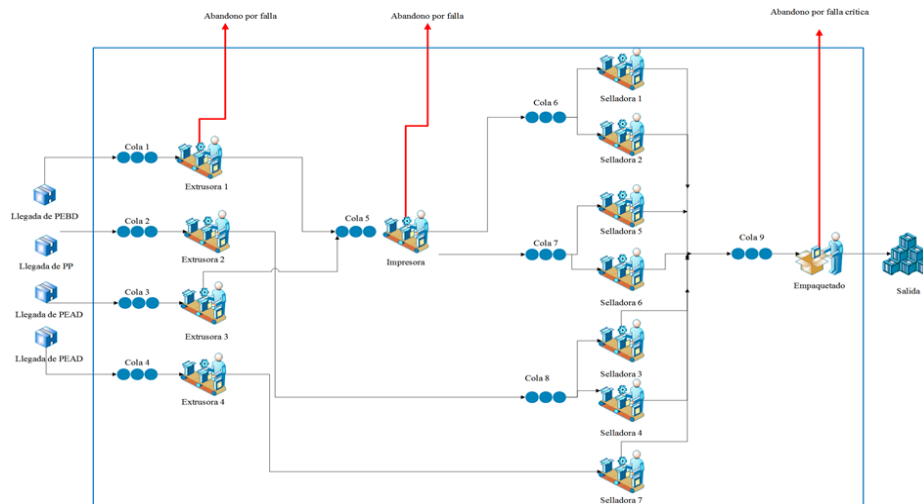 Abandono por falla
Abandono por falla
Abandono por falla crítica
Cola 1
Extrusora 1
Llegada de PEBD
Cola 2
Extrusora 2
Llegada de PP
Cola 3
Extrusora 3
Llegada de PEAD
Cola 4
Extrusora 4
Llegada de PEAD
Cola 5
Impresora
Cola 6
Cola 7
Cola 8
Selladora 1
Selladora 2
Selladora 5
Selladora 6
Selladora 3
Selladora 4
Selladora 7
Cola 9
Empaquetado
Salida